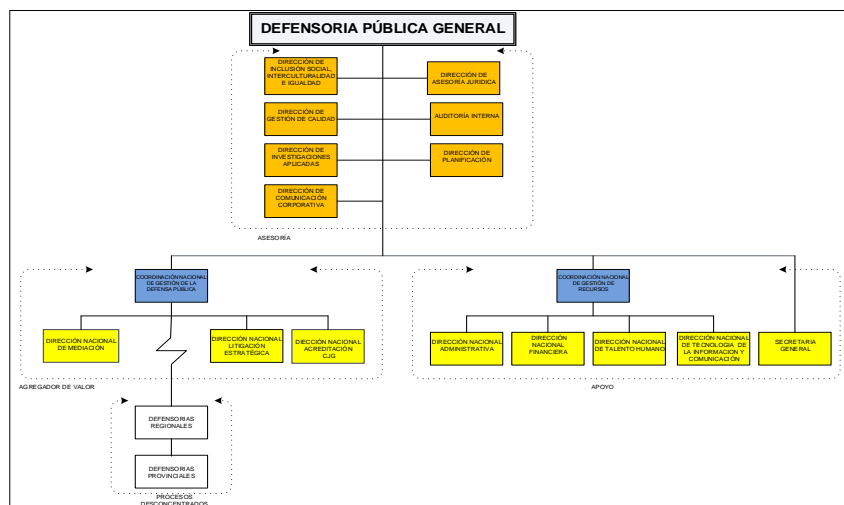 DEFENSORIA PÚBLICA GENERAL
DIRECCIÓN DE
INCLUSIÓN SOCIAL,
INTERCULTURALIDAD
E IGUALDAD
DIRECCIÓN DE
ASESORÍA JURIDICA
DIRECCIÓN DE
GESTIÓN DE CALIDAD
AUDITORÍA INTERNA
DIRECCIÓN DE
INVESTIGACIONES
APLICADAS
DIRECCIÓN DE
PLANIFICACIÓN
DIRECCIÓN DE
COMUNICACIÓN
CORPORATIVA
ASESORÍA
COORDINACIÓN NACIONAL
DE GESTIÓN DE LA
DEFENSA PÚBLICA
COORDINACIÓN NACIONAL
DE GESTIÓN DE
RECURSOS
DIRECCIÓN NACIONAL
DE MEDIACIÓN
DIRECCIÓN NACIONAL
LITIGACIÓN
ESTRATÉGICA
DIECCIÓN NACIONAL
ACREDITACIÓN
CJG
DIRECCIÓN NACIONAL
ADMINISTRATIVA
DIRECCIÓN
NACIONAL
FINANCIERA
DIRECCIÓN NACIONAL
DE TALENTO HUMANO
DIRECCIÓN NACIONAL
DE TECNOLOGÍA DE
LA INFORMACION Y
COMUNICACIÓN
SECRETARIA
GENERAL
AGREGADOR DE VALOR
APOYO
DEFENSORIAS
REGIONALES
DEFENSORIAS
PROVINCIALES
PROCESOS
DESCONCENTRADOS